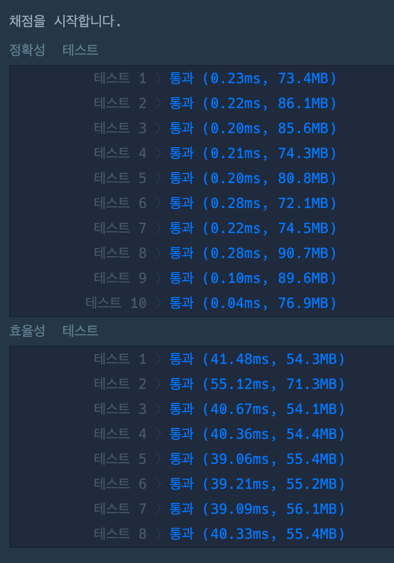 채점을 시작합니다.
정확성 테스트
테스트 1 〉 통과 (0.23ms, 73.4MB)
테스트 2 〉 통과 (0.22ms, 86.1MB)
테스트 3 〉 통과 (0.20ms, 85.6MB)
테스트 4 〉 통과 (0.21ms, 74.3MB)
테스트 5 〉 통과 (0.20ms, 80.8MB)
테스트 6 〉 통과 (0.28ms, 72.1MB)
테스트 7 〉 통과 (0.22ms, 74.5MB)
테스트 8 〉 통과 (0.28ms, 90.7MB)
테스트 9 〉 통과 (0.10ms, 89.6MB)
테스트 10 〉 통과 (0.04ms, 76.9MB)
효율성 테스트
테스트 1 〉 통과 (41.48ms, 54.3MB)
테스트 2 〉 통과 (55.12ms, 71.3MB)
테스트 3 〉 통과 (40.67ms, 54.1MB)
테스트 4 〉 통과 (40.36ms, 54.4MB)
테스트 5 〉 통과 (39.06ms, 55.4MB)
테스트 6 〉 통과 (39.21ms, 55.2MB)
테스트 7 〉 통과 (39.09ms, 56.1MB)
테스트 8 〉 통과 (40.33ms, 55.4MB)